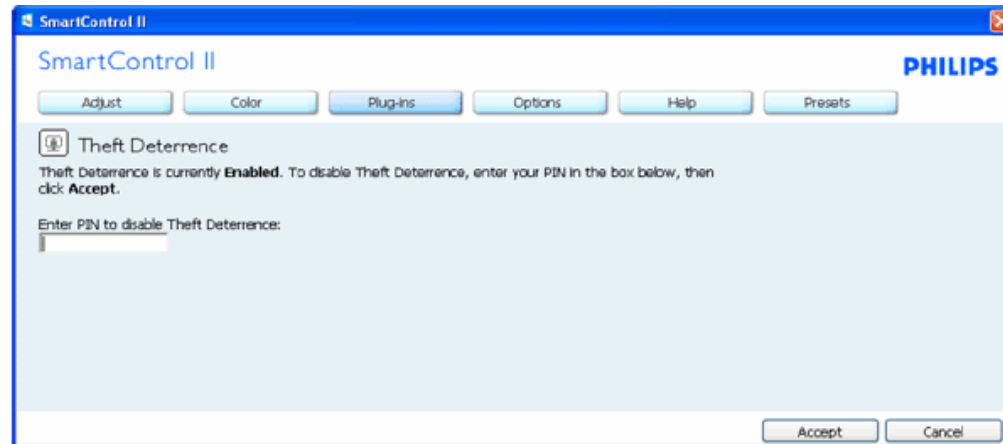 SmartControl II
SmartControl II
PHILIPS
Adjust Color Plug-ins Options Help Presets
Theft Deterrence
Theft Deterrence is currently Enabled. To disable Theft Deterrence, enter your PIN in the box below, then
click Accept.
Enter PIN to disable Theft Deterrence:
Accept Cancel